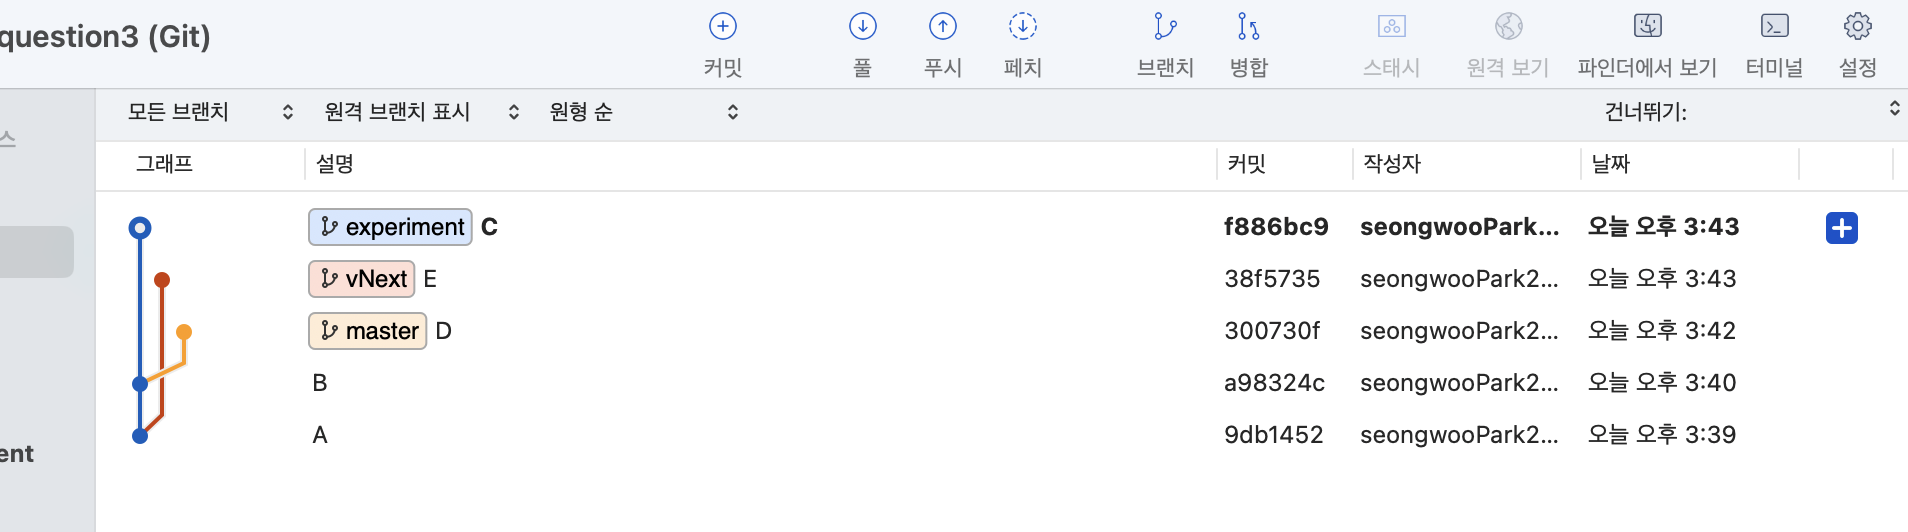 question3 (Git)
커밋 풀 푸시 페치 브랜치 병합 스태시 원격 보기 파인더에서 보기 터미널 설정
모든 브랜치 원격 브랜치 표시 원형 순 건너뛰기:
스
그래프 설명 커밋 작성자 날짜
experiment C f886bc9 seongwooPark... 오늘 오후 3:43
vNext E 38f5735 seongwooPark2... 오늘 오후 3:43
master D 300730f seongwooPark2... 오늘 오후 3:42
B a98324c seongwooPark2... 오늘 오후 3:40
A 9db1452 seongwooPark2... 오늘 오후 3:39
ent